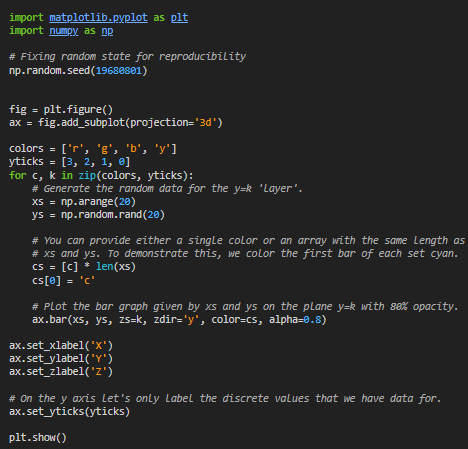 import matplotlib.pyplot as plt
import numpy as np

# Fixing random state for reproducibility
np.random.seed(19680801)


fig = plt.figure()
ax = fig.add_subplot(projection='3d')

colors = ['r', 'g', 'b', 'y']
yticks = [3, 2, 1, 0]
for c, k in zip(colors, yticks):
    # Generate the random data for the y=k 'layer'.
    xs = np.arange(20)
    ys = np.random.rand(20)

    # You can provide either a single color or an array with the same length as
    # xs and ys. To demonstrate this, we color the first bar of each set cyan.
    cs = [c] * len(xs)
    cs[0] = 'c'

    # Plot the bar graph given by xs and ys on the plane y=k with 80% opacity.
    ax.bar(xs, ys, zs=k, zdir='y', color=cs, alpha=0.8)

ax.set_xlabel('X')
ax.set_ylabel('Y')
ax.set_zlabel('Z')

# On the y axis let's only label the discrete values that we have data for.
ax.set_yticks(yticks)

plt.show()